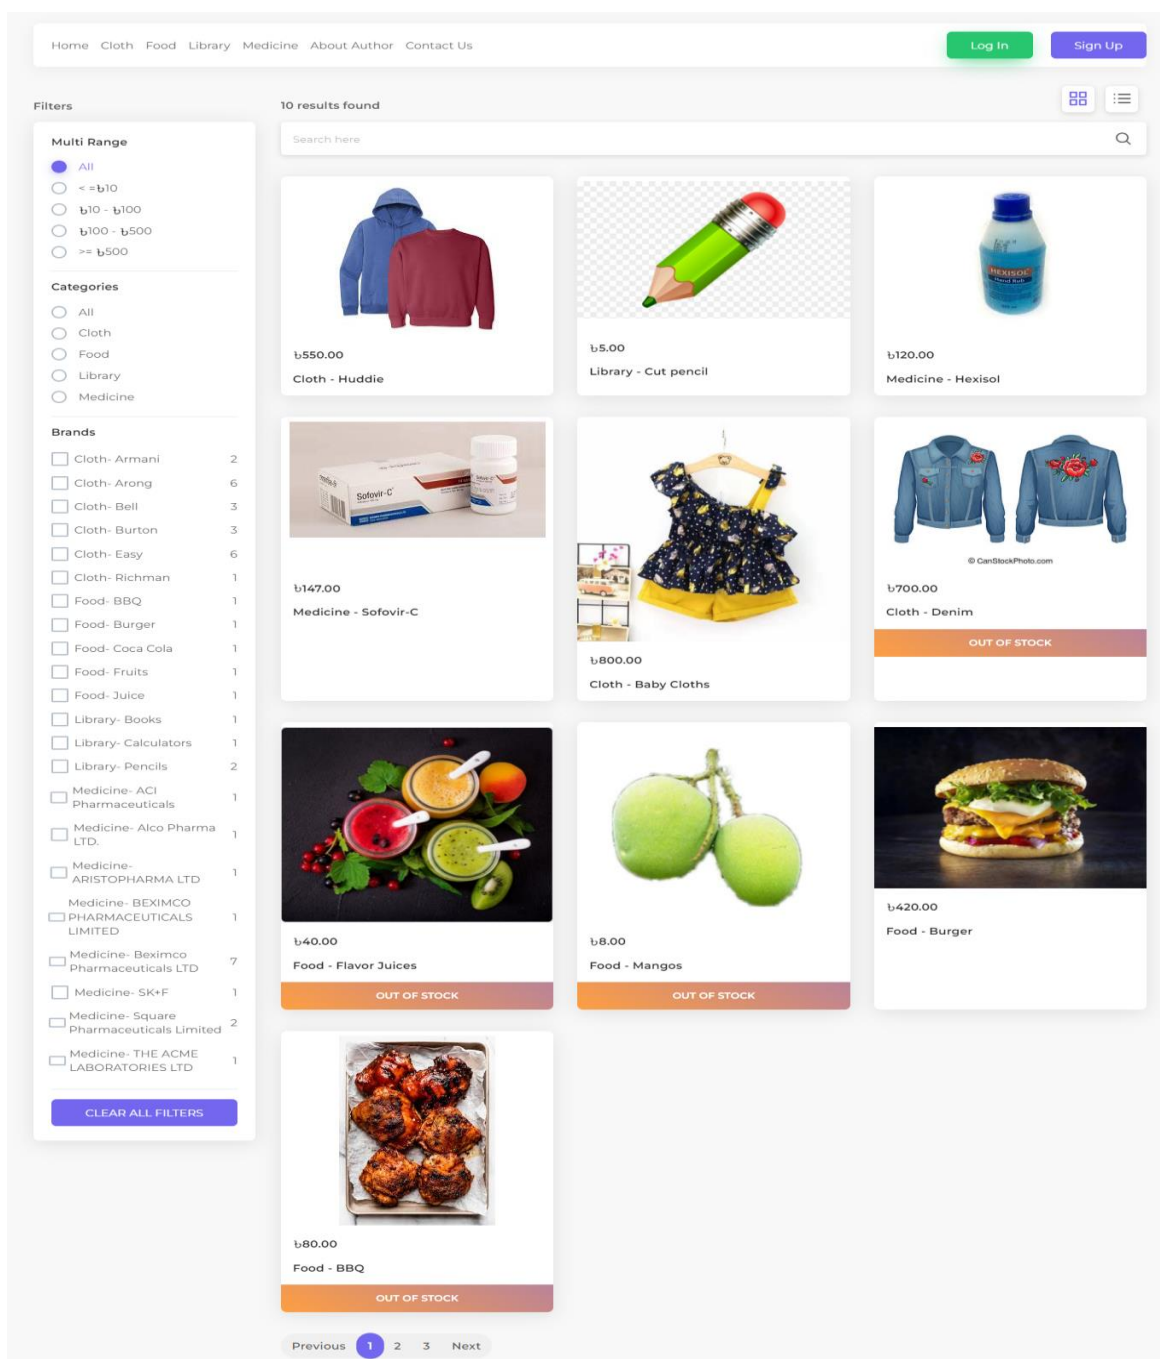 Home Cloth Food Library Medicine About Author Contact Us
Log In
Sign Up
Filters
10 results found
Multi Range
All
< =৳10
৳10 - ৳100
৳100 - ৳500
>= ৳500
Categories
All
Cloth
Food
Library
Medicine
Brands
Cloth- Armani 2
Cloth- Arong 6
Cloth- Bell 3
Cloth- Burton 3
Cloth- Easy 6
Cloth- Richman 1
Food- BBQ 1
Food- Burger 1
Food- Coca Cola 1
Food- Fruits 1
Food- Juice 1
Library- Books 1
Library- Calculators 1
Library- Pencils 2
Medicine- ACI
Pharmaceuticals 1
Medicine- Alco Pharma
LTD. 1
Medicine-
ARISTOPHARMA LTD 1
Medicine- BEXIMCO
PHARMACEUTICALS 1
LIMITED
Medicine- Beximco
Pharmaceuticals LTD 7
Medicine- SK+F 1
Medicine- Square
Pharmaceuticals Limited 2
Medicine- THE ACME
LABORATORIES LTD 1
CLEAR ALL FILTERS
Search here
৳550.00
Cloth - Huddie
৳5.00
Library - Cut pencil
HEXISOL
Hand Rub
৳120.00
Medicine - Hexisol
Sofovir-C
৳147.00
Medicine - Sofovir-C
৳800.00
Cloth - Baby Cloths
© CanStockPhoto.com
৳700.00
Cloth - Denim
OUT OF STOCK
৳40.00
Food - Flavor Juices
OUT OF STOCK
৳8.00
Food - Mangos
OUT OF STOCK
৳420.00
Food - Burger
৳80.00
Food - BBQ
OUT OF STOCK
Previous 1 2 3 Next